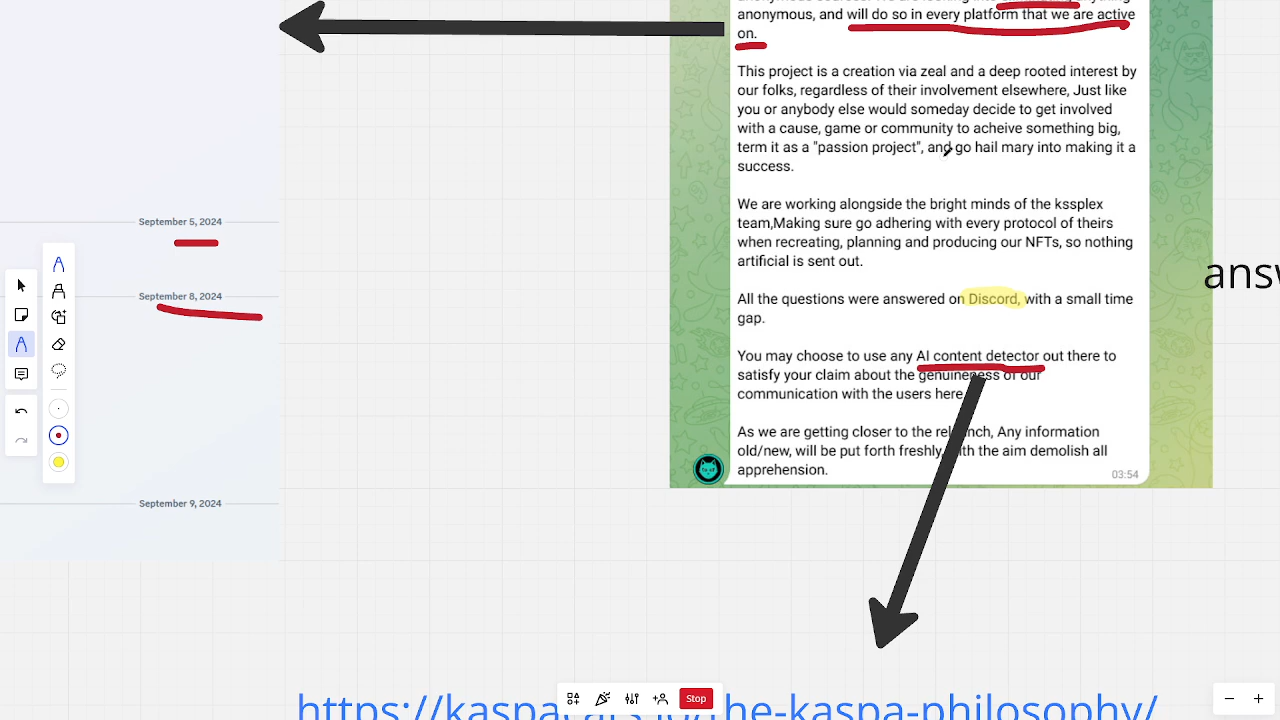 anonymous, and will do so in every platform that we are active
on.
This project is a creation via zeal and a deep rooted interest by
our folks, regardless of their involvement elsewhere, Just like
you or anybody else would someday decide to get involved
with a cause, game or community to acheive something big,
term it as a "passion project", and go hail mary into making it a
success.
We are working alongside the bright minds of the kssplex
team,Making sure go adhering with every protocol of theirs
when recreating, planning and producing our NFTs, so nothing
artificial is sent out.
All the questions were answered on Discord, with a small time
gap.
You may choose to use any AI content detector out there to
satisfy your claim about the genuineness of our
communication with the users here
As we are getting closer to the relaunch, Any information
old/new, will be put forth freshly, with the aim demolish all
apprehension.
03:54
September 5, 2024
September 8, 2024
September 9, 2024
Stop